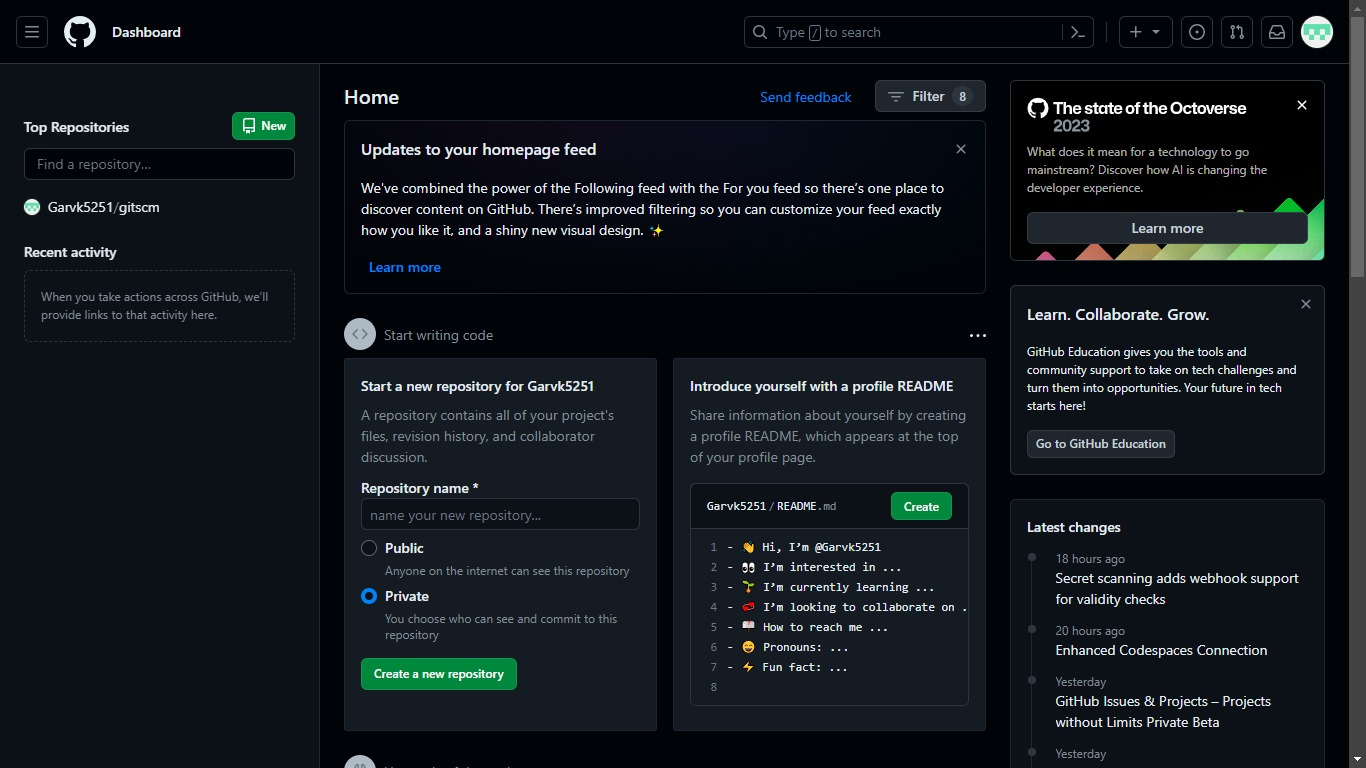 Dashboard
Type / to search
Top Repositories
New
Find a repository...
Garvk5251/gitscm
Recent activity
When you take actions across GitHub, we'll
provide links to that activity here.
Home
Send feedback
Filter 8
Updates to your homepage feed
We've combined the power of the Following feed with the For you feed so there's one place to
discover content on GitHub. There's improved filtering so you can customize your feed exactly
how you like it, and a shiny new visual design. ✨
Learn more
Start writing code
Start a new repository for Garvk5251
A repository contains all of your project's
files, revision history, and collaborator
discussion.
Repository name *
name your new repository...
Public
Anyone on the internet can see this repository
Private
You choose who can see and commit to this
repository
Create a new repository
Introduce yourself with a profile README
Share information about yourself by creating
a profile README, which appears at the top
of your profile page.
Garvk5251 / README.md
Create
1 - 👋 Hi, I'm @Garvk5251
2 - 👀 I'm interested in ...
3 - 🌱 I'm currently learning ...
4 - 💞️ I'm looking to collaborate on .
5 - 📫 How to reach me ...
6 - 😄 Pronouns: ...
7 - ⚡ Fun fact: ...
8
The state of the Octoverse
2023
What does it mean for a technology to go
mainstream? Discover how AI is changing the
developer experience.
Learn more
Learn. Collaborate. Grow.
GitHub Education gives you the tools and
community support to take on tech challenges and
turn them into opportunities. Your future in tech
starts here!
Go to GitHub Education
Latest changes
18 hours ago
Secret scanning adds webhook support
for validity checks
20 hours ago
Enhanced Codespaces Connection
Yesterday
GitHub Issues & Projects – Projects
without Limits Private Beta
Yesterday